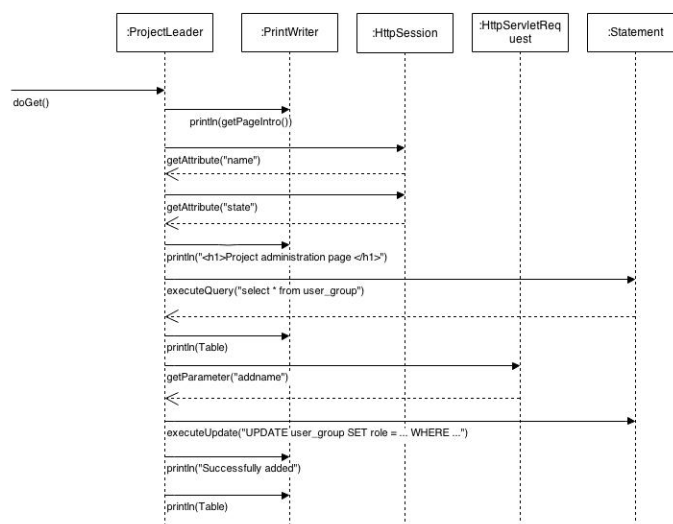 :ProjectLeader
:PrintWriter
:HttpSession
:HttpServletReq
uest
:Statement
doGet()
println(getPageIntro())
getAttribute("name")
getAttribute("state")
println("<h1>Project administration page </h1>")
executeQuery("select * from user_group")
println(Table)
getParameter("addname")
executeUpdate("UPDATE user_group SET role = ... WHERE ...")
println("Successfully added")
println(Table)